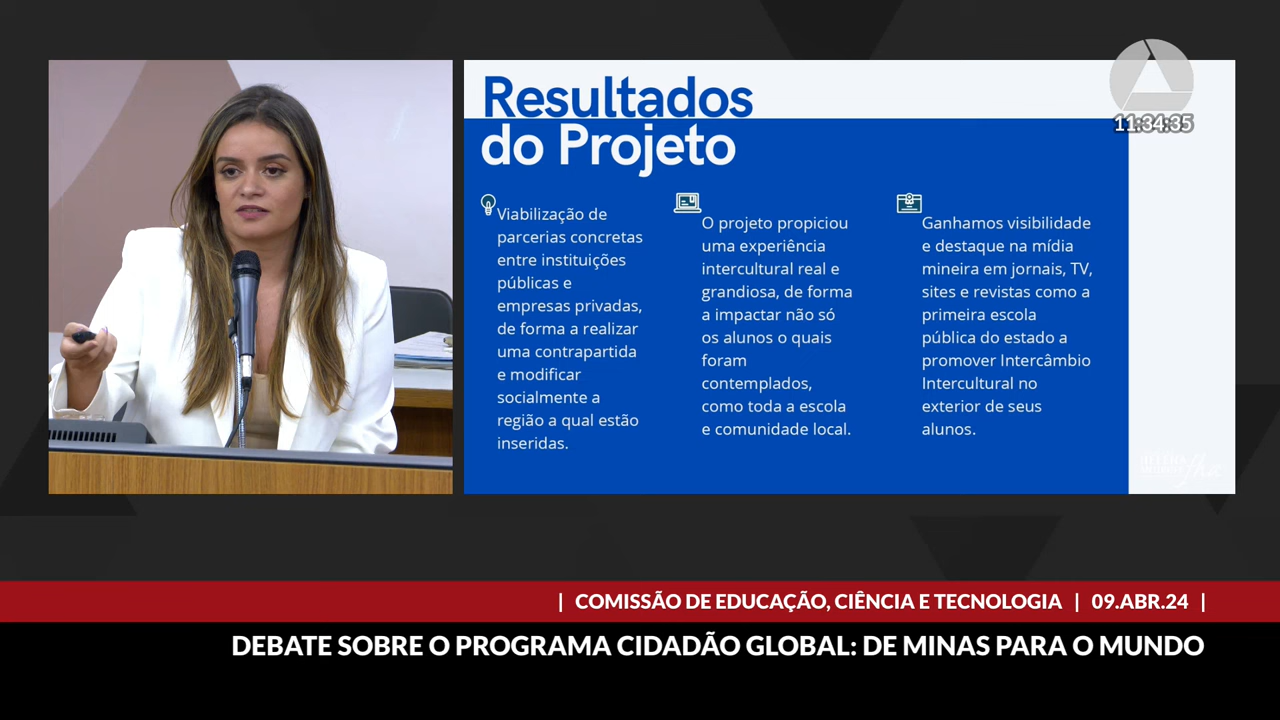 Resultados
do Projeto
11:34:35
Viabilização de
parcerias concretas
entre instituições
públicas e
empresas privadas,
de forma a realizar
uma contrapartida
e modificar
socialmente a
região a qual estão
inseridas.
O projeto propiciou
uma experiência
intercultural real e
grandiosa, de forma
a impactar não só
os alunos o quais
foram
contemplados,
como toda a escola
e comunidade local.
Ganhamos visibilidade
e destaque na mídia
mineira em jornais, TV,
sites e revistas como a
primeira escola
pública do estado a
promover Intercâmbio
Intercultural no
exterior de seus
alunos.
| COMISSÃO DE EDUCAÇÃO, CIÊNCIA E TECNOLOGIA | 09.ABR.24 |
DEBATE SOBRE O PROGRAMA CIDADÃO GLOBAL: DE MINAS PARA O MUNDO